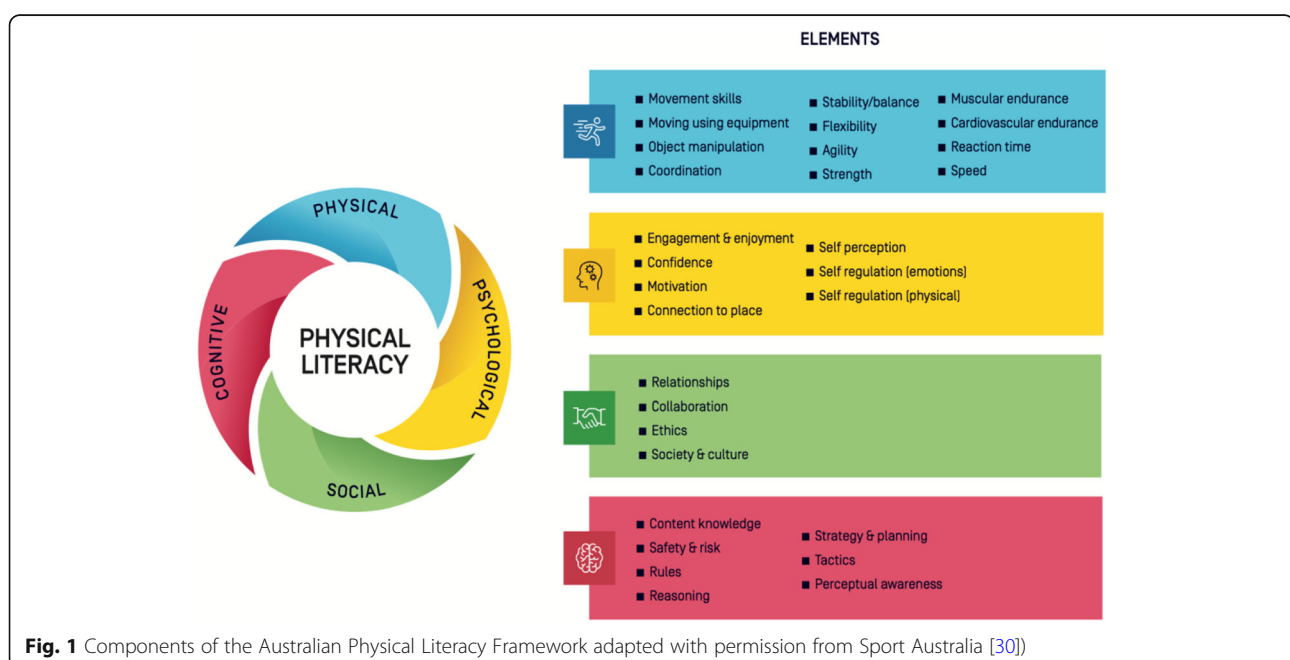 ELEMENTS
PHYSICAL
PSYCHOLOGICAL
SOCIAL
COGNITIVE
PHYSICAL
LITERACY
■ Movement skills
■ Moving using equipment
■ Object manipulation
■ Coordination
■ Stability/balance
■ Flexibility
■ Agility
■ Strength
■ Muscular endurance
■ Cardiovascular endurance
■ Reaction time
■ Speed
■ Engagement & enjoyment
■ Confidence
■ Motivation
■ Connection to place
■ Self perception
■ Self regulation (emotions)
■ Self regulation (physical)
■ Relationships
■ Collaboration
■ Ethics
■ Society & culture
■ Content knowledge
■ Safety & risk
■ Rules
■ Reasoning
■ Strategy & planning
■ Tactics
■ Perceptual awareness
Fig. 1 Components of the Australian Physical Literacy Framework adapted with permission from Sport Australia [30])